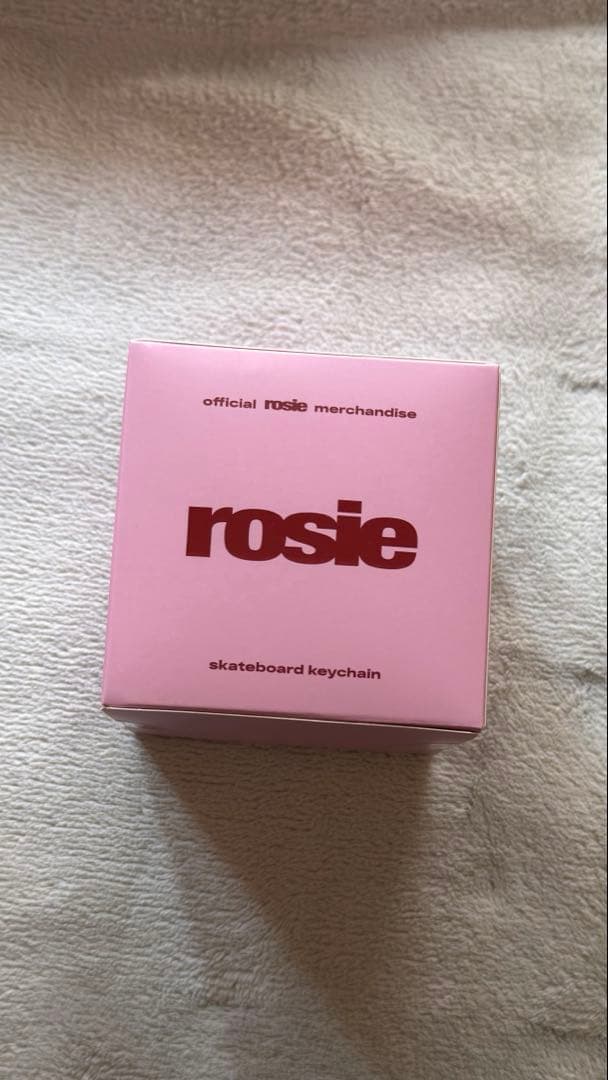 official rosie merchandise
rosie
skateboard keychain